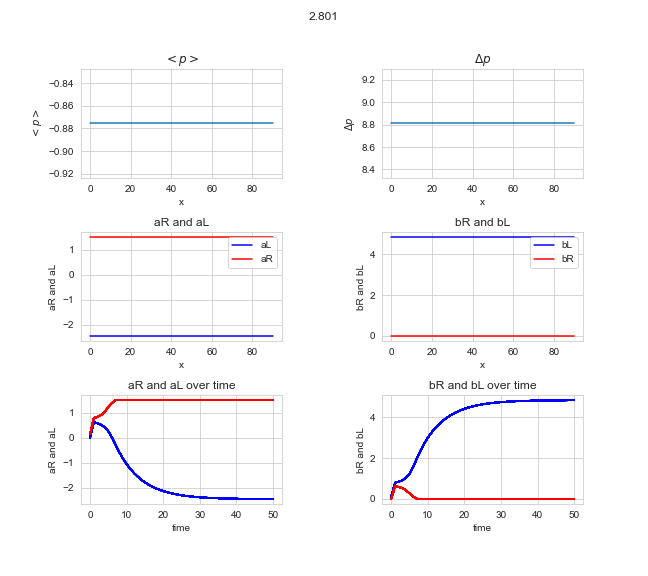 2.801
< p >
Δp
−0.84
−0.86
−0.88
−0.90
−0.92
< p >
0 20 40 60 80
x
9.2
9.0
8.8
8.6
8.4
Δp
0 20 40 60 80
x
aR and aL
bR and bL
1
0
−1
−2
aR and aL
aL
aR
0 20 40 60 80
x
4
2
0
bR and bL
bL
bR
0 20 40 60 80
x
aR and aL over time
bR and bL over time
1
0
−1
−2
aR and aL
0 10 20 30 40 50
time
4
2
0
bR and bL
0 10 20 30 40 50
time